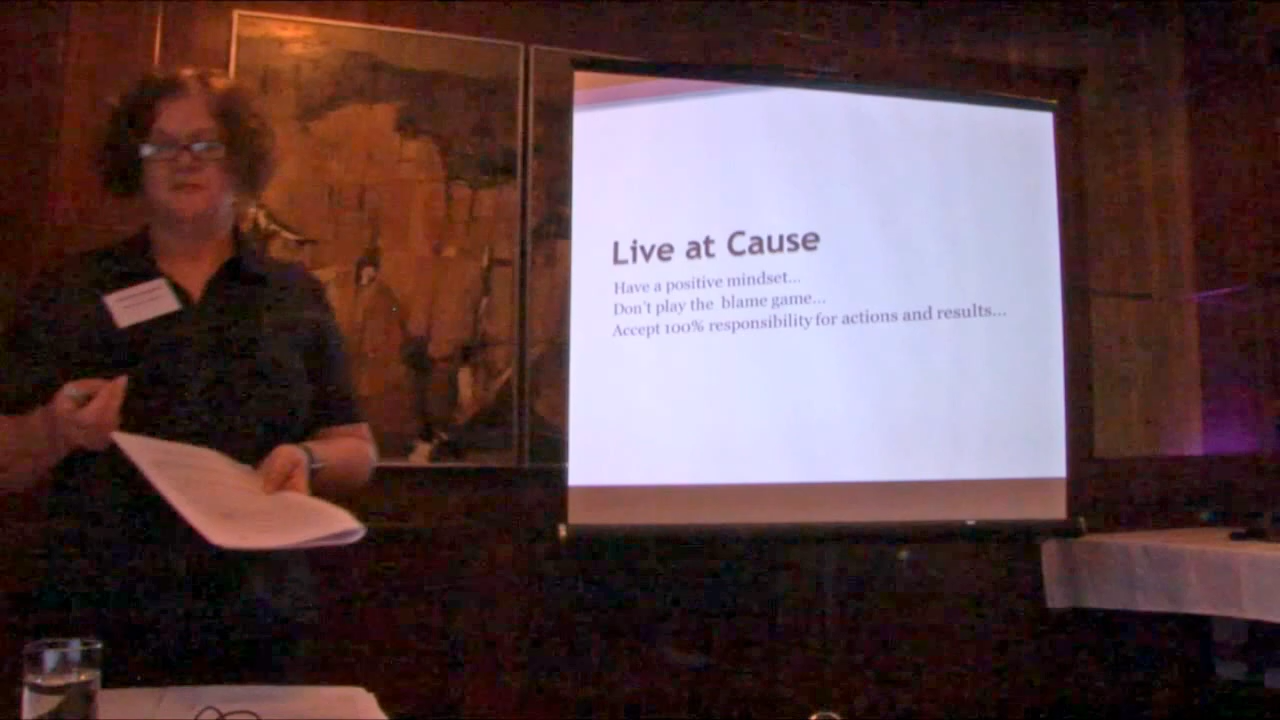 Live at Cause
Have a positive mindset...
Don't play the blame game...
Accept 100% responsibility for actions and results...